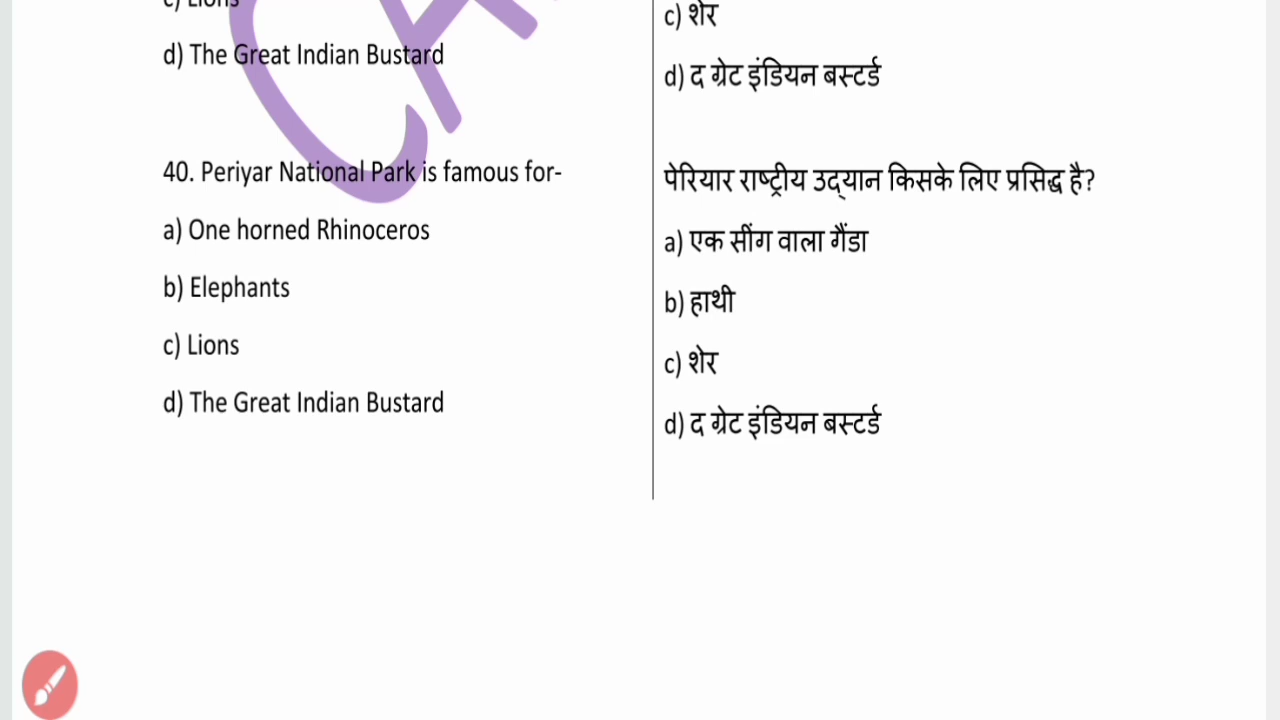 c) Lions
d) The Great Indian Bustard
40. Periyar National Park is famous for-
a) One horned Rhinoceros
b) Elephants
c) Lions
d) The Great Indian Bustard
c) शेर
d) द ग्रेट इंडियन बस्टर्ड
पेरियार राष्ट्रीय उद्यान किसके लिए प्रसिद्ध है?
a) एक सींग वाला गैंडा
b) हाथी
c) शेर
d) द ग्रेट इंडियन बस्टर्ड